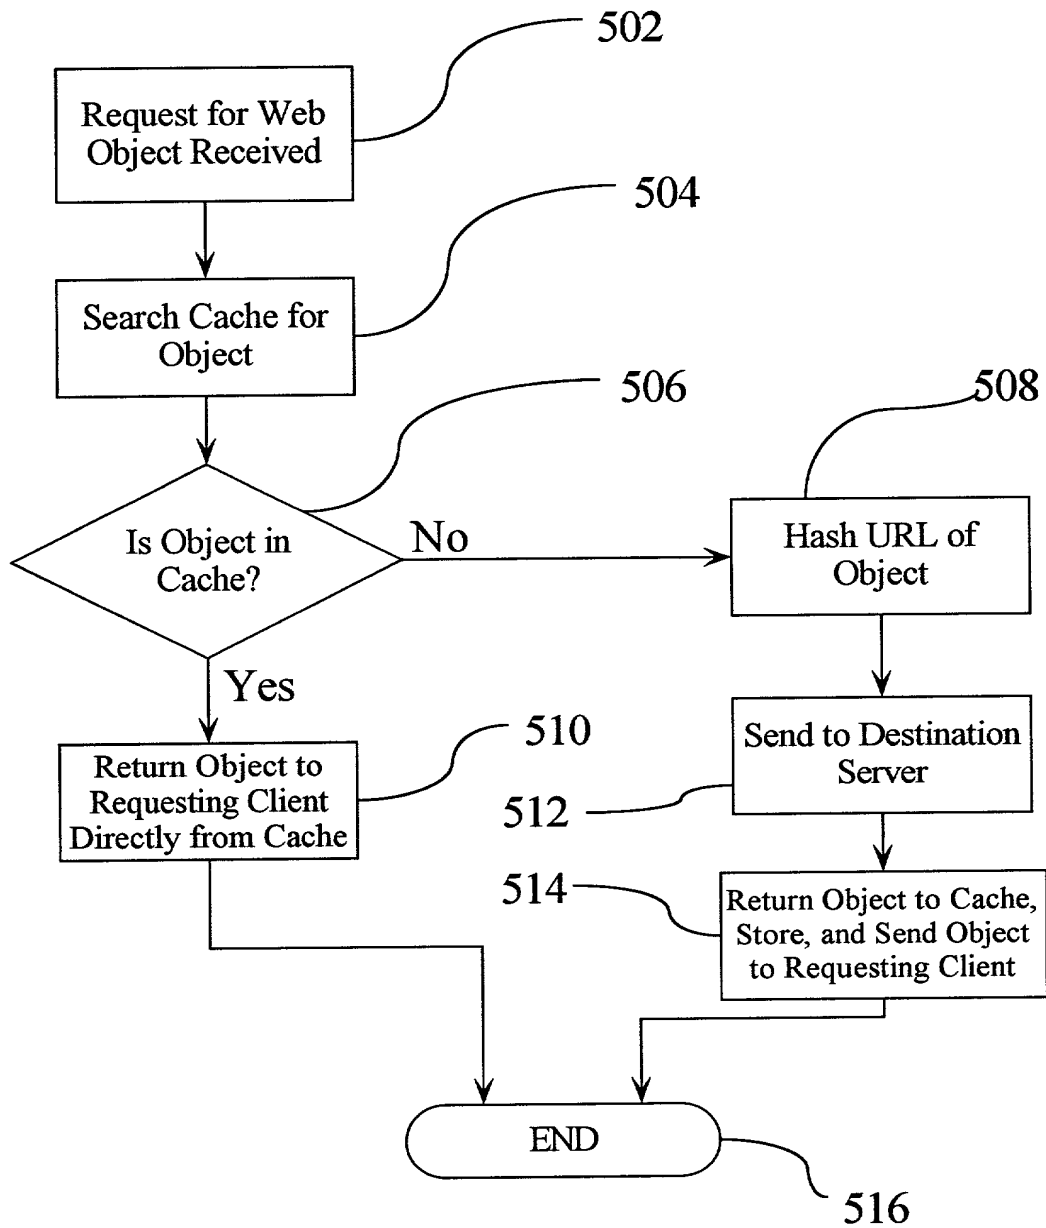 502
Request for Web
Object Received
504
Search Cache for
Object
506
508
Is Object in
Cache?
No
Hash URL of
Object
Yes
510
Return Object to
Requesting Client
Directly from Cache
Send to Destination
Server
512
514
Return Object to Cache,
Store, and Send Object
to Requesting Client
END
516